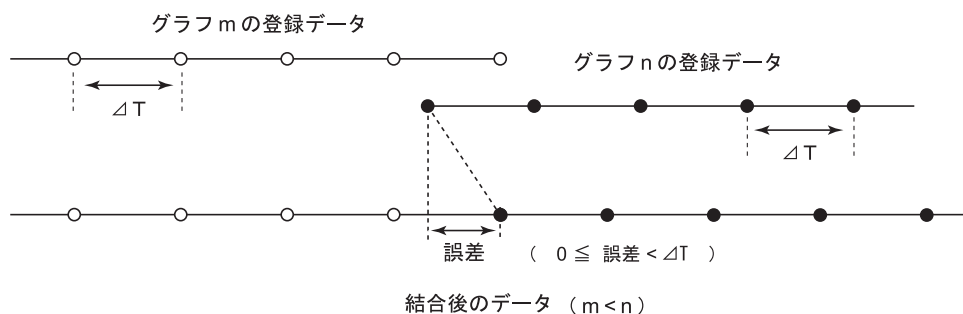 グラフmの登録データ
グラフnの登録データ
⊿T
⊿T
誤差 ( 0 ≦ 誤差 < ⊿T )
結合後のデータ (m < n)